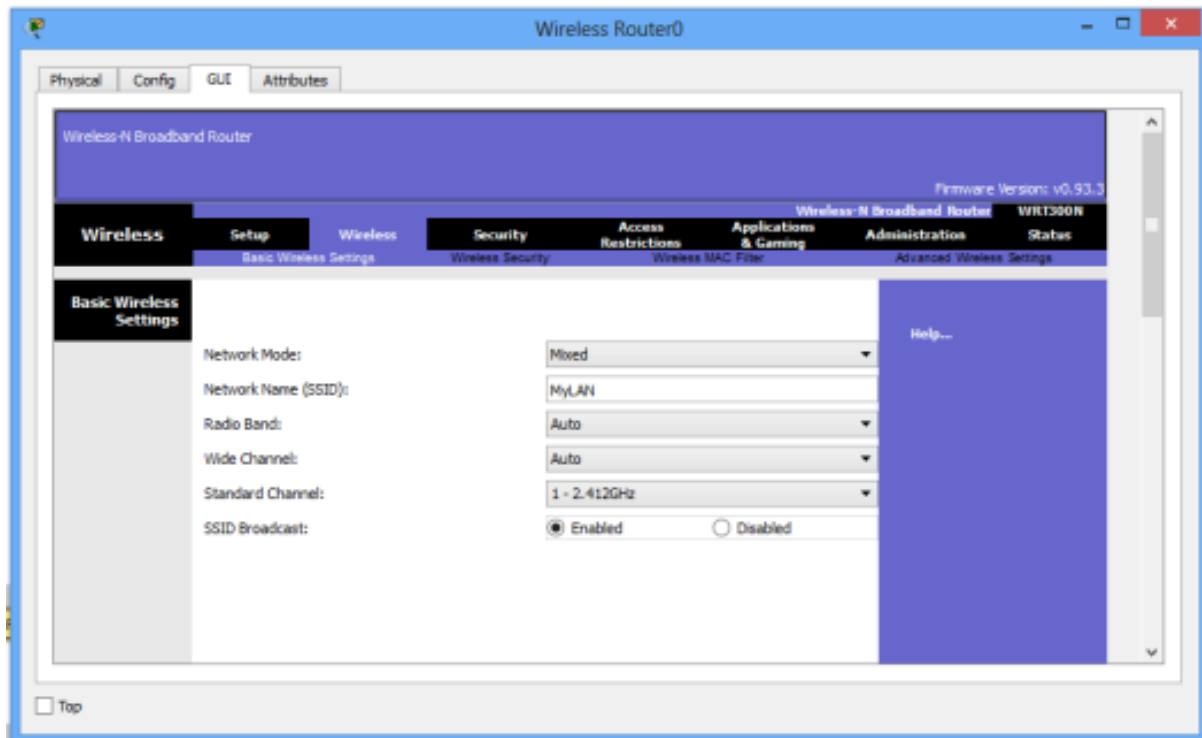 Wireless Router0
Physical Config GUI Attributes
Wireless-N Broadband Router
Firmware Version: v0.93.3
Wireless-N Broadband Router WRT300N
Wireless Setup Wireless Security Access Restrictions Applications & Gaming Administration Status
Basic Wireless Settings Wireless Security Wireless MAC Filter Advanced Wireless Settings
Basic Wireless
Settings
Help...
Network Mode: Mixed
Network Name (SSID): MyLAN
Radio Band: Auto
Wide Channel: Auto
Standard Channel: 1 - 2.412GHz
SSID Broadcast: Enabled Disabled
Top